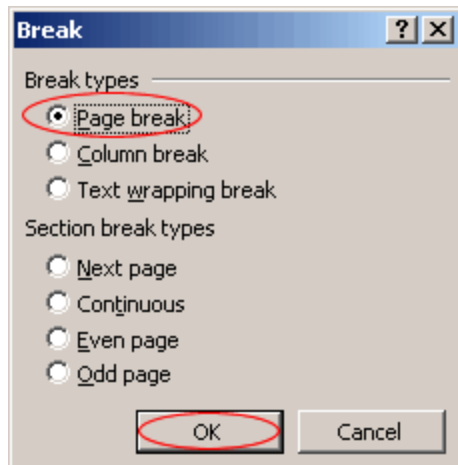 Break
Break types
Page break
Column break
Text wrapping break
Section break types
Next page
Continuous
Even page
Odd page
OK Cancel